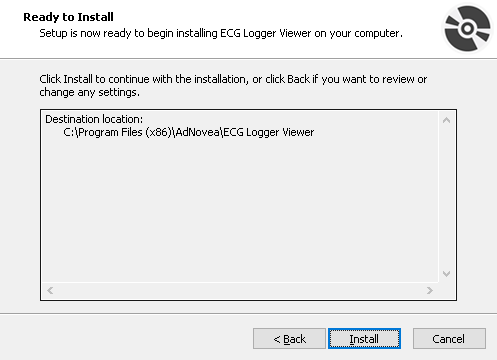 Ready to Install
Setup is now ready to begin installing ECG Logger Viewer on your computer.
Click Install to continue with the installation, or click Back if you want to review or
change any settings.
Destination location:
C:\Program Files (x86)\AdNovea\ECG Logger Viewer
< Back
Install
Cancel